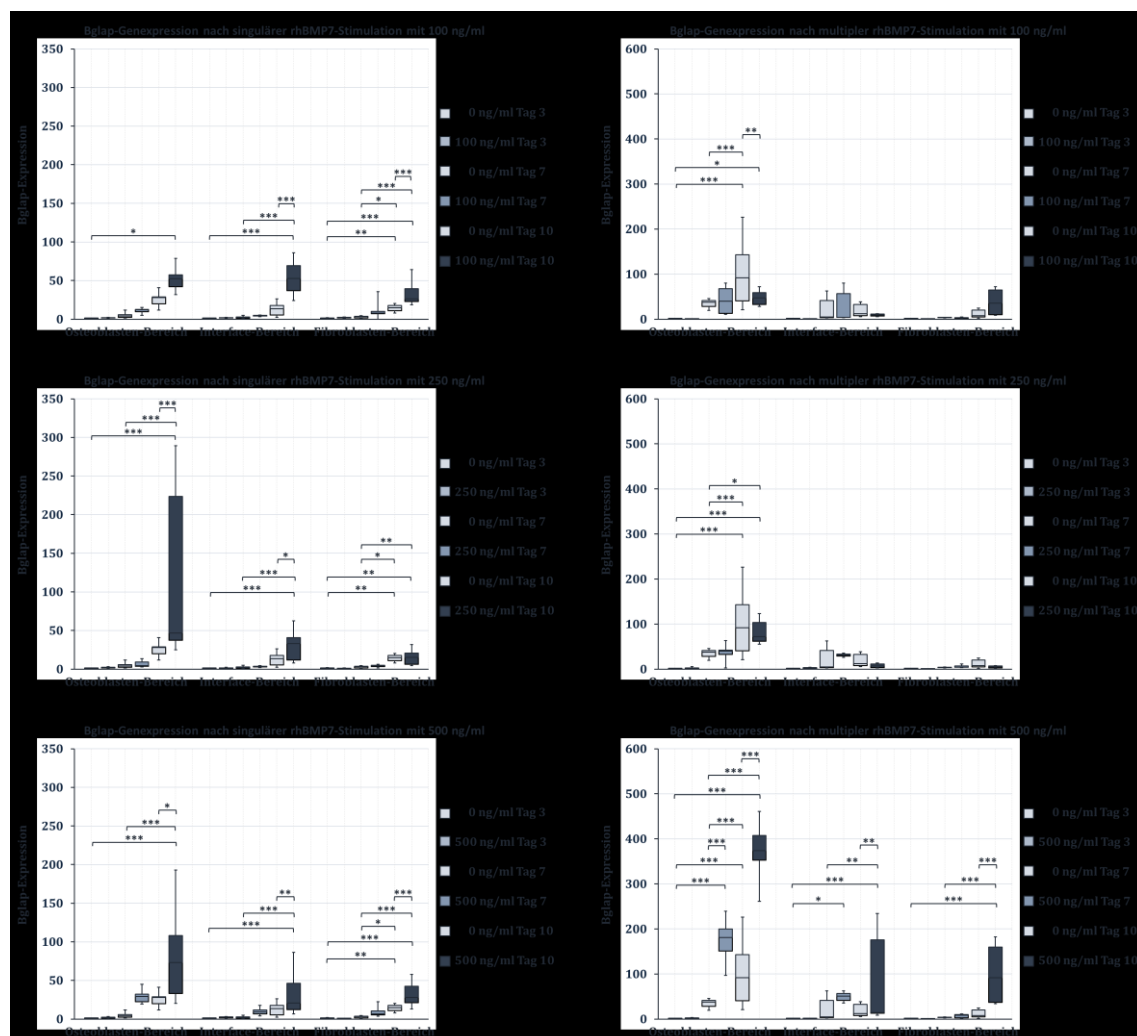 Bglap-Genexpression nach singulärer rhBMP7-Stimulation mit 100 ng/ml
Bglap-Expression
350
300
250
200
150
100
50
0
*
***
***
***
***
***
*
***
**
Osteoblasten-Bereich Interface-Bereich Fibroblasten-Bereich
0 ng/ml Tag 3
100 ng/ml Tag 3
0 ng/ml Tag 7
100 ng/ml Tag 7
0 ng/ml Tag 10
100 ng/ml Tag 10
Bglap-Genexpression nach multipler rhBMP7-Stimulation mit 100 ng/ml
Bglap-Expression
600
500
400
300
200
100
0
**
***
*
***
Osteoblasten-Bereich Interface-Bereich Fibroblasten-Bereich
0 ng/ml Tag 3
100 ng/ml Tag 3
0 ng/ml Tag 7
100 ng/ml Tag 7
0 ng/ml Tag 10
100 ng/ml Tag 10
Bglap-Genexpression nach singulärer rhBMP7-Stimulation mit 250 ng/ml
Bglap-Expression
350
300
250
200
150
100
50
0
***
***
***
*
***
***
**
*
**
**
Osteoblasten-Bereich Interface-Bereich Fibroblasten-Bereich
0 ng/ml Tag 3
250 ng/ml Tag 3
0 ng/ml Tag 7
250 ng/ml Tag 7
0 ng/ml Tag 10
250 ng/ml Tag 10
Bglap-Genexpression nach multipler rhBMP7-Stimulation mit 250 ng/ml
Bglap-Expression
600
500
400
300
200
100
0
*
***
***
***
Osteoblasten-Bereich Interface-Bereich Fibroblasten-Bereich
0 ng/ml Tag 3
250 ng/ml Tag 3
0 ng/ml Tag 7
250 ng/ml Tag 7
0 ng/ml Tag 10
250 ng/ml Tag 10
Bglap-Genexpression nach singulärer rhBMP7-Stimulation mit 500 ng/ml
Bglap-Expression
350
300
250
200
150
100
50
0
*
***
***
**
***
***
***
***
*
***
**
Osteoblasten-Bereich Interface-Bereich Fibroblasten-Bereich
0 ng/ml Tag 3
500 ng/ml Tag 3
0 ng/ml Tag 7
500 ng/ml Tag 7
0 ng/ml Tag 10
500 ng/ml Tag 10
Bglap-Genexpression nach multipler rhBMP7-Stimulation mit 500 ng/ml
Bglap-Expression
600
500
400
300
200
100
0
***
***
***
***
***
***
***
**
**
***
*
***
***
***
Osteoblasten-Bereich Interface-Bereich Fibroblasten-Bereich
0 ng/ml Tag 3
500 ng/ml Tag 3
0 ng/ml Tag 7
500 ng/ml Tag 7
0 ng/ml Tag 10
500 ng/ml Tag 10